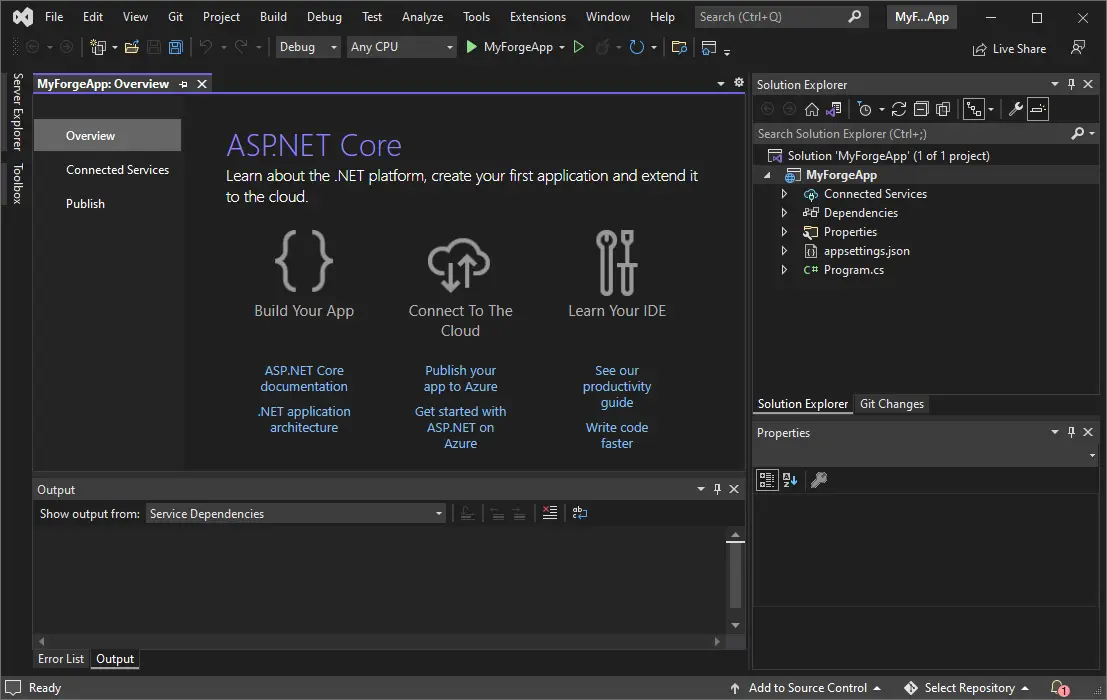 File Edit View Git Project Build Debug Test Analyze Tools Extensions Window Help Search (Ctrl+Q) MyF...App
Debug Any CPU MyForgeApp Live Share
Server Explorer
Toolbox
MyForgeApp: Overview
Overview
Connected Services
Publish
ASP.NET Core
Learn about the .NET platform, create your first application and extend it
to the cloud.
Build Your App
Connect To The
Cloud
Learn Your IDE
ASP.NET Core
documentation
.NET application
architecture
Publish your
app to Azure
Get started with
ASP.NET on
Azure
See our
productivity
guide
Write code
faster
Output
Show output from: Service Dependencies
Error List Output
Solution Explorer
Search Solution Explorer (Ctrl+;)
Solution 'MyForgeApp' (1 of 1 project)
MyForgeApp
Connected Services
Dependencies
Properties
appsettings.json
C# Program.cs
Solution Explorer Git Changes
Properties
Ready Add to Source Control Select Repository 1